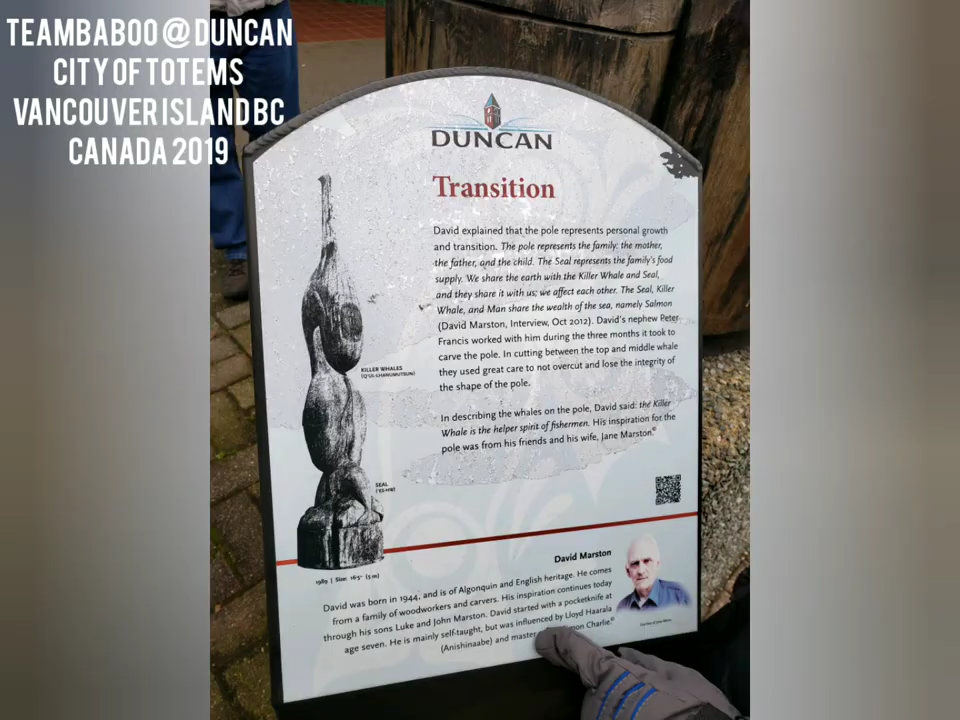 TEAMBABOO @ DUNCAN
CITY OF TOTEMS
VANCOUVER ISLAND BC
CANADA 2019
DUNCAN
Transition
David explained that the pole represents personal growth
and transition. The pole represents the family: the mother,
the father, and the child. The Seal represents the family's food
supply. We share the earth with the Killer Whale and Seal,
and they share it with us; we affect each other. The Seal, Killer
Whale, and Man share the wealth of the sea, namely Salmon
(David Marston, Interview, Oct 2012). David's nephew Peter
Francis worked with him during the three months it took to
carve the pole. In cutting between the top and middle whale
they used great care to not overcut and lose the integrity of
the shape of the pole.
In describing the whales on the pole, David said: the Killer
Whale is the helper spirit of fishermen. His inspiration for the
pole was from his friends and his wife, Jane Marston.
KILLER WHALES
SEAL
1989 | Size: 16'5" (5 m)
David Marston
David was born in 1944, and is of Algonquin and English heritage. He comes
from a family of woodworkers and carvers. His inspiration continues today
through his sons Luke and John Marston. David started with a pocketknife at
age seven. He is mainly self-taught, but was influenced by Lloyd Haarala
(Anishinaabe) and master Charlie.